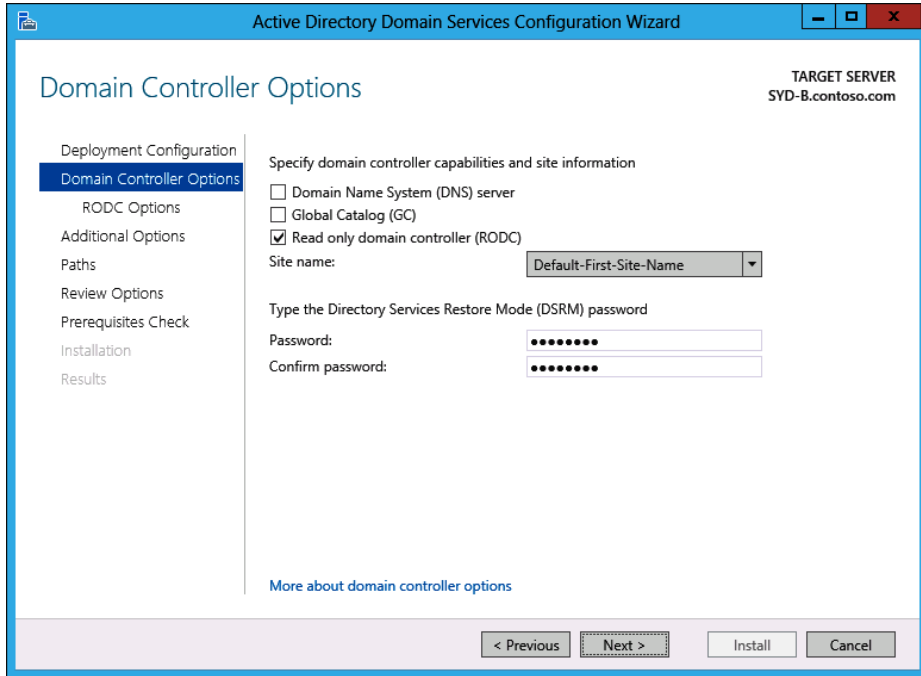 Active Directory Domain Services Configuration Wizard
Domain Controller Options
TARGET SERVER
SYD-B.contoso.com
Deployment Configuration
Domain Controller Options
RODC Options
Additional Options
Paths
Review Options
Prerequisites Check
Installation
Results
Specify domain controller capabilities and site information
Domain Name System (DNS) server
Global Catalog (GC)
Read only domain controller (RODC)
Site name: Default-First-Site-Name
Type the Directory Services Restore Mode (DSRM) password
Password: ●●●●●●●●
Confirm password: ●●●●●●●●
More about domain controller options
< Previous Next > Install Cancel